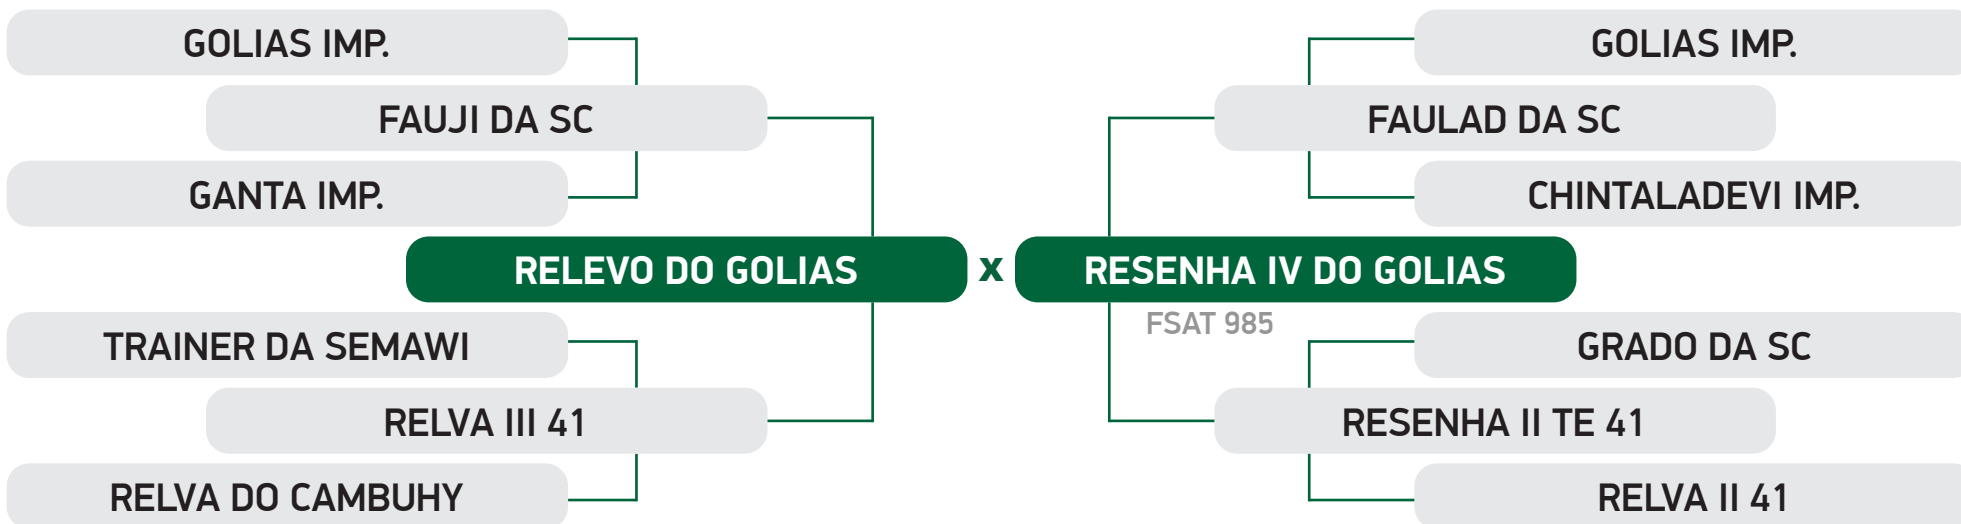 GOLIAS IMP.
GOLIAS IMP.
FAUJI DA SC
FAULAD DA SC
GANTA IMP.
CHINTALADEVI IMP.
RELEVO DO GOLIAS x RESENHA IV DO GOLIAS
FSAT 985
TRAINER DA SEMAWI
GRADO DA SC
RELVA III 41
RESENHA II TE 41
RELVA DO CAMBUHY
RELVA II 41